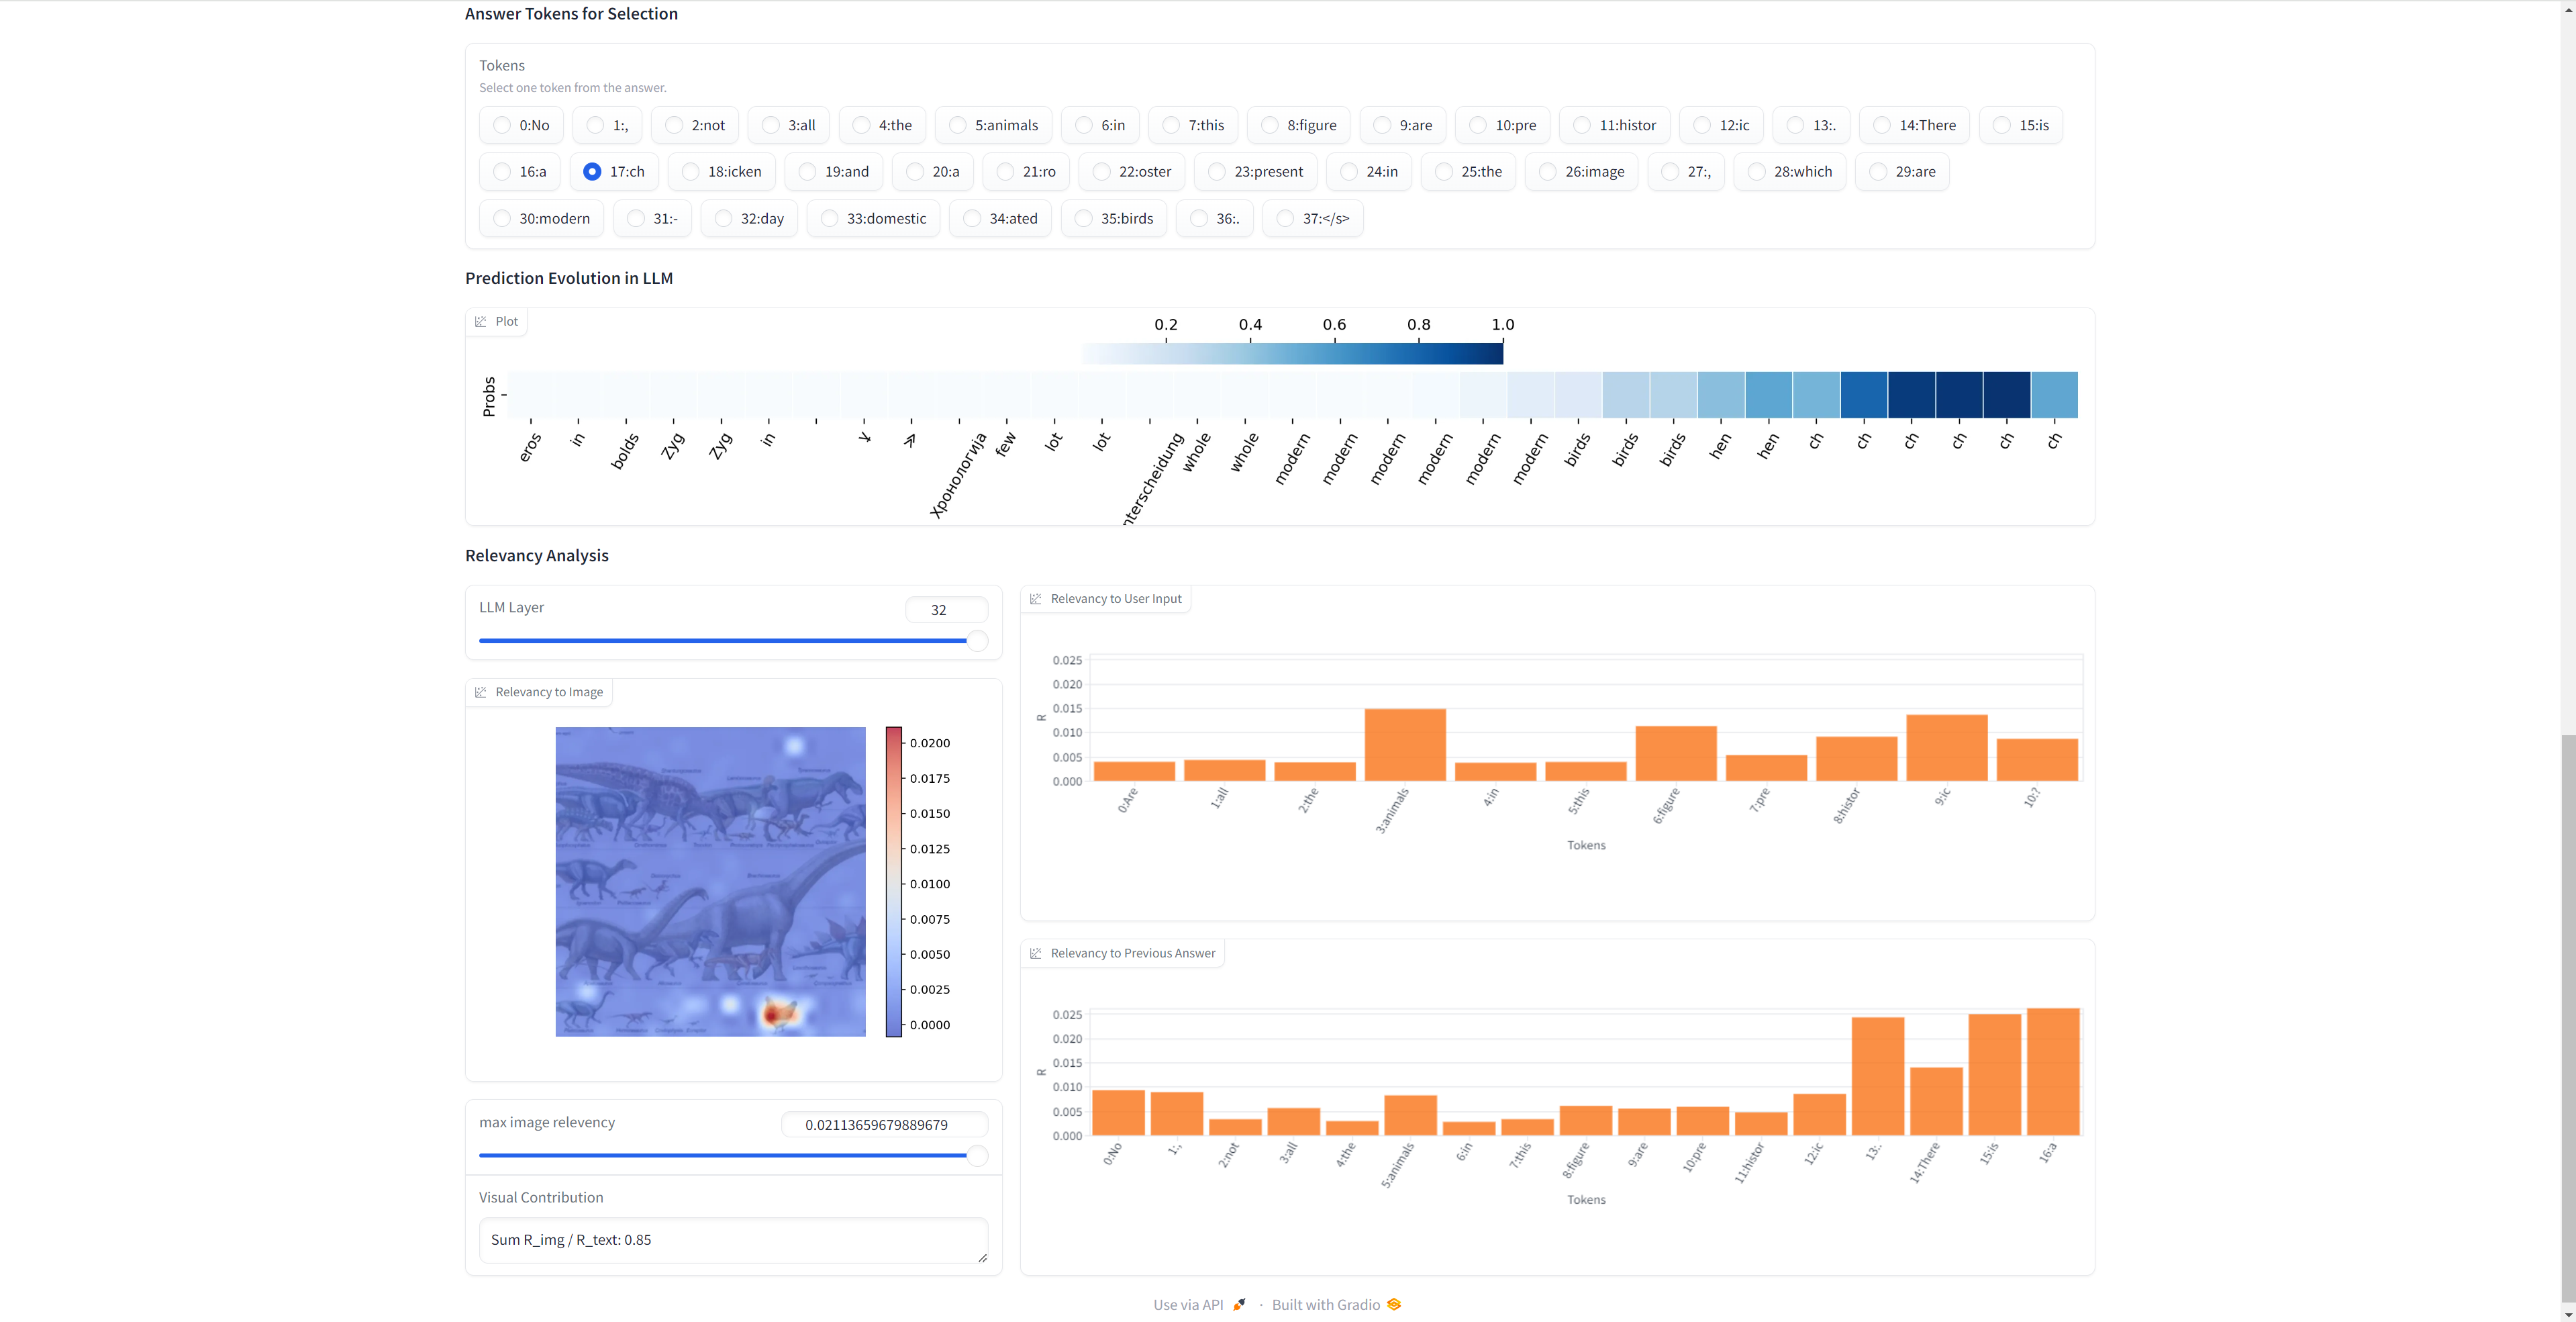 Answer Tokens for Selection
Tokens
Select one token from the answer.
0:No 1:, 2:not 3:all 4:the 5:animals 6:in 7:this 8:figure 9:are 10:pre 11:histor 12:ic 13:. 14:There 15:is
16:a 17:ch 18:icken 19:and 20:a 21:ro 22:oster 23:present 24:in 25:the 26:image 27:, 28:which 29:are
30:modern 31:- 32:day 33:domestic 34:ated 35:birds 36:. 37:</s>
Prediction Evolution in LLM
Plot
0.2 0.4 0.6 0.8 1.0
Probs
eros in bolds Zyg Zyg in Хронологија few lot lot nterscheidung whole whole modern modern modern modern modern modern birds birds birds hen hen ch ch ch ch ch ch
Relevancy Analysis
LLM Layer
32
Relevancy to Image
0.0200
0.0175
0.0150
0.0125
0.0100
0.0075
0.0050
0.0025
0.0000
max image relevency
0.02113659679889679
Visual Contribution
Sum R_img / R_text: 0.85
Relevancy to User Input
R
0.025
0.020
0.015
0.010
0.005
0.000
0:Are 1:all 2:the 3:animals 4:in 5:this 6:figure 7:pre 8:histor 9:ic 10:?
Tokens
Relevancy to Previous Answer
R
0.025
0.020
0.015
0.010
0.005
0.000
0:No 1:, 2:not 3:all 4:the 5:animals 6:in 7:this 8:figure 9:are 10:pre 11:histor 12:ic 13:. 14:There 15:is 16:a
Tokens
Use via API · Built with Gradio